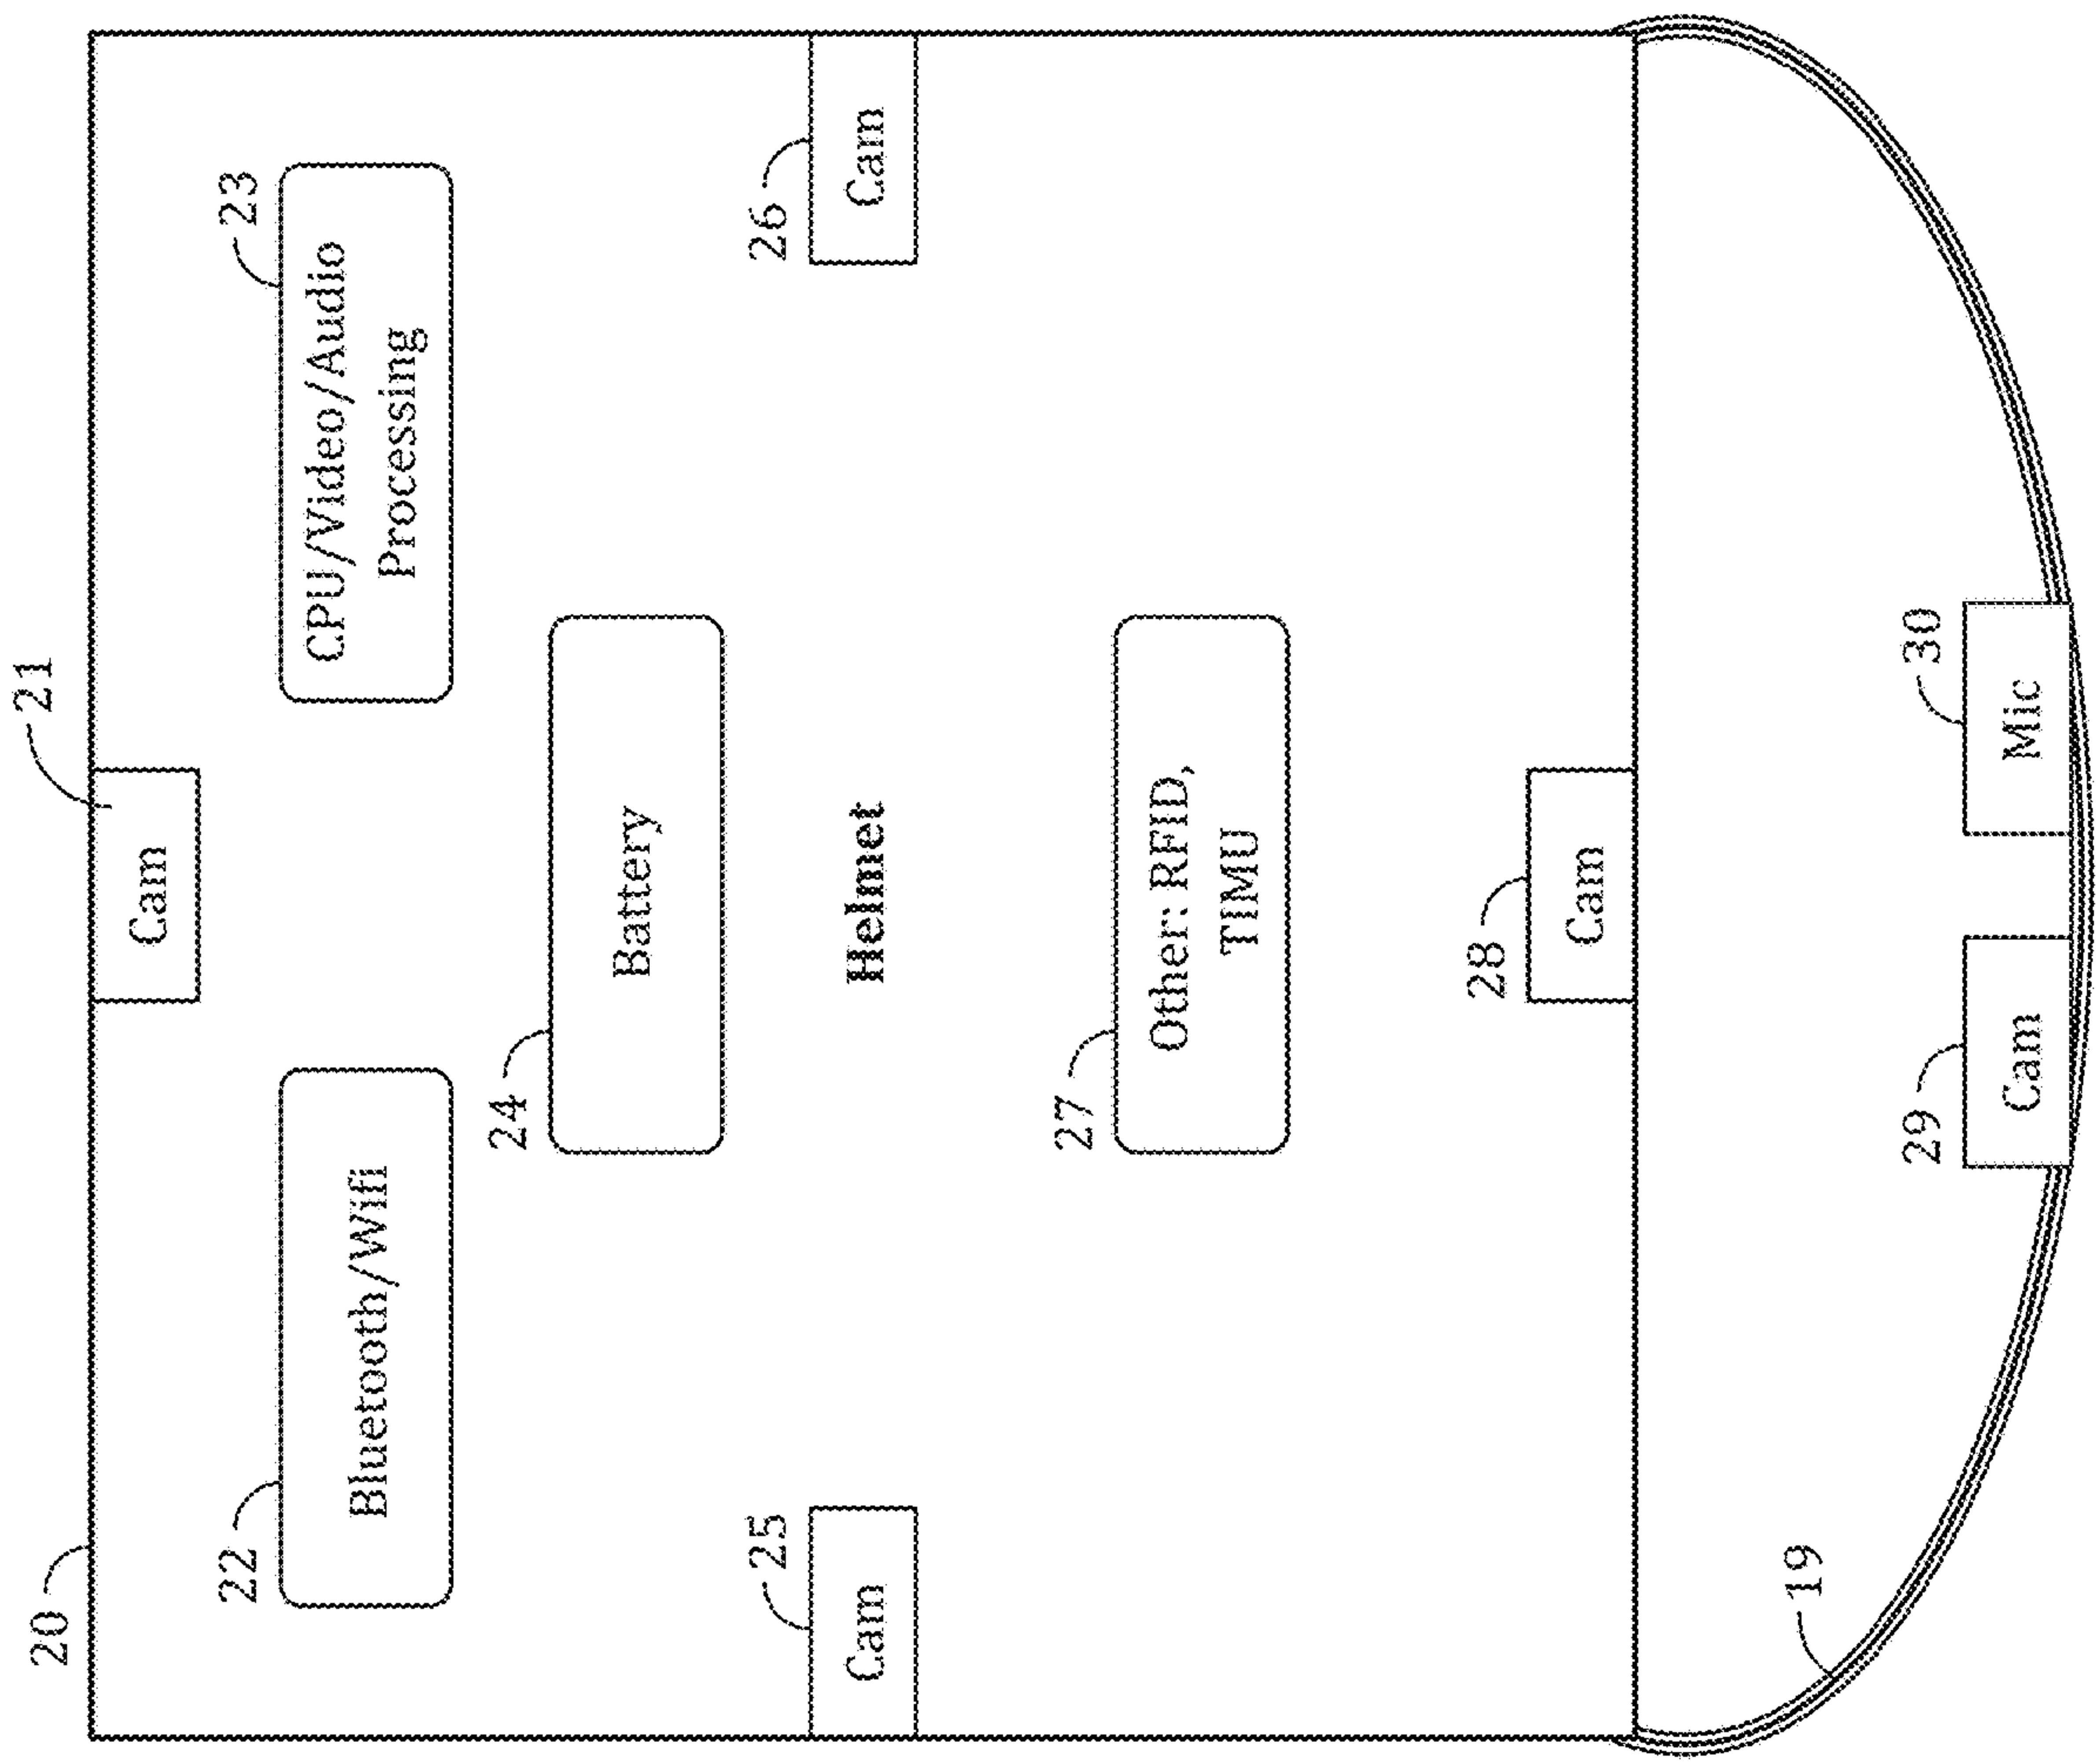 20
21
Cam
22
Bluetooth/Wifi
23
CPU/Video/Audio
Processing
24
Battery
25
Cam
Helmet
26
Cam
27
Other: RFID,
TIMU
28
Cam
19
29
Cam
30
Mic